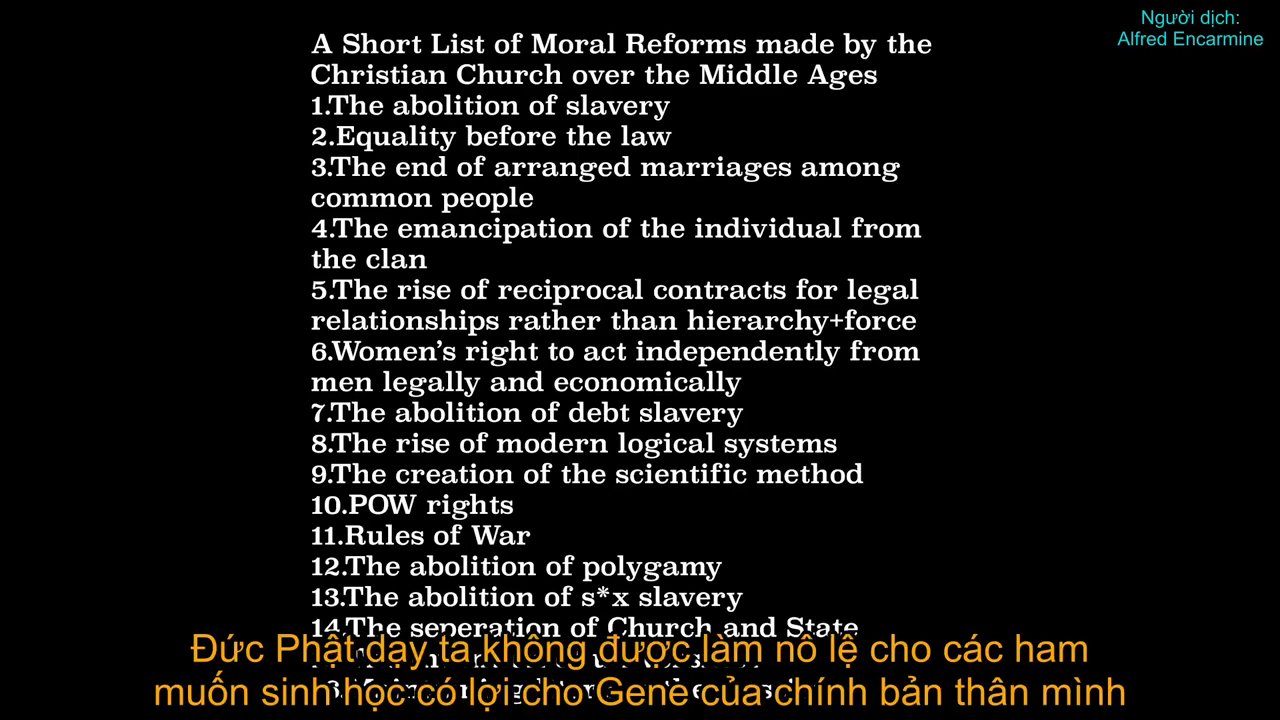 Người dịch:
Alfred Encarmine
A Short List of Moral Reforms made by the
Christian Church over the Middle Ages
1.The abolition of slavery
2.Equality before the law
3.The end of arranged marriages among
common people
4.The emancipation of the individual from
the clan
5.The rise of reciprocal contracts for legal
relationships rather than hierarchy+force
6.Women's right to act independently from
men legally and economically
7.The abolition of debt slavery
8.The rise of modern logical systems
9.The creation of the scientific method
10.POW rights
11.Rules of War
12.The abolition of polygamy
13.The abolition of s*x slavery
14.The seperation of Church and State
Đức Phật dạy ta không được làm nô lệ cho các ham
muốn sinh học có lợi cho Gene của chính bản thân mình